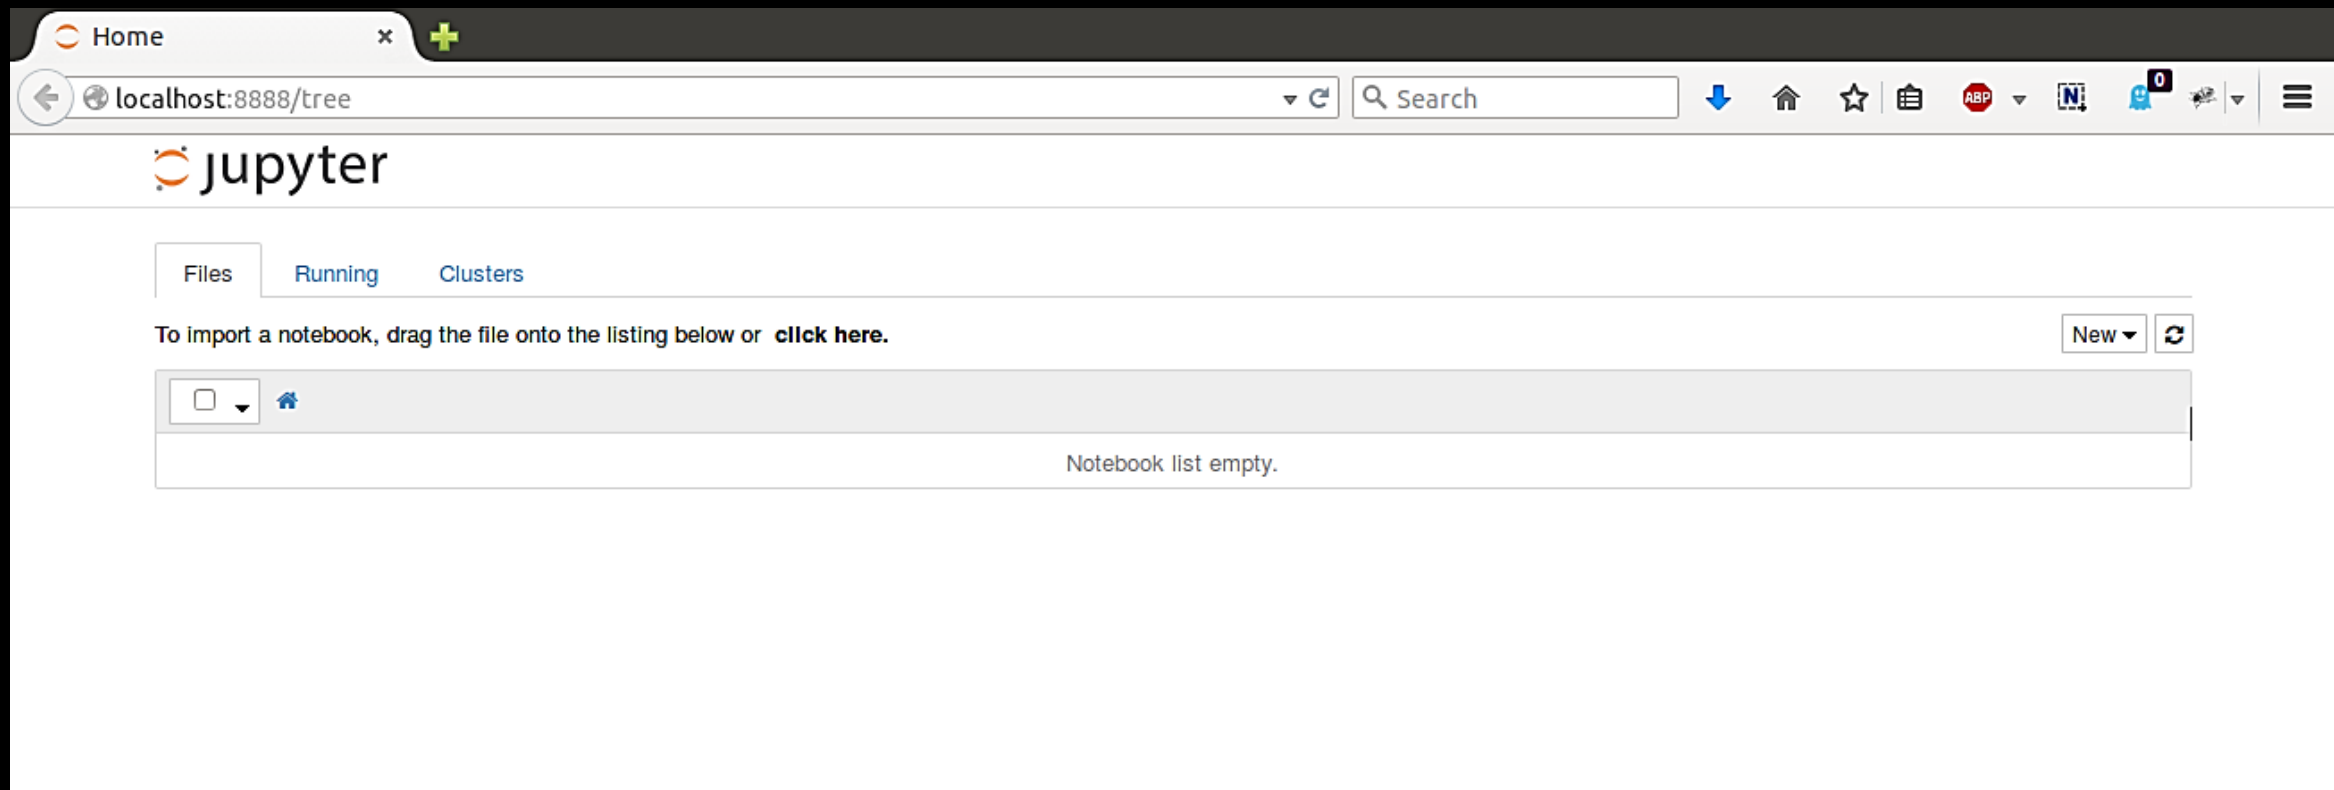 Home
localhost:8888/tree Search ABP N 0
jupyter
Files Running Clusters
To import a notebook, drag the file onto the listing below or click here. New
Notebook list empty.